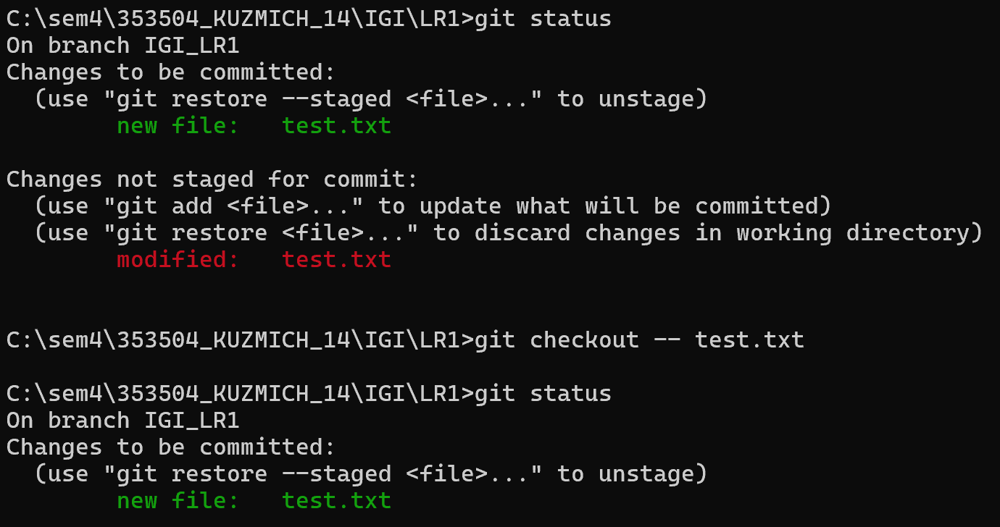 C:\sem4\353504_KUZMICH_14\IGI\LR1>git status
On branch IGI_LR1
Changes to be committed:
  (use "git restore --staged <file>..." to unstage)
        new file:   test.txt

Changes not staged for commit:
  (use "git add <file>..." to update what will be committed)
  (use "git restore <file>..." to discard changes in working directory)
        modified:   test.txt


C:\sem4\353504_KUZMICH_14\IGI\LR1>git checkout -- test.txt

C:\sem4\353504_KUZMICH_14\IGI\LR1>git status
On branch IGI_LR1
Changes to be committed:
  (use "git restore --staged <file>..." to unstage)
        new file:   test.txt